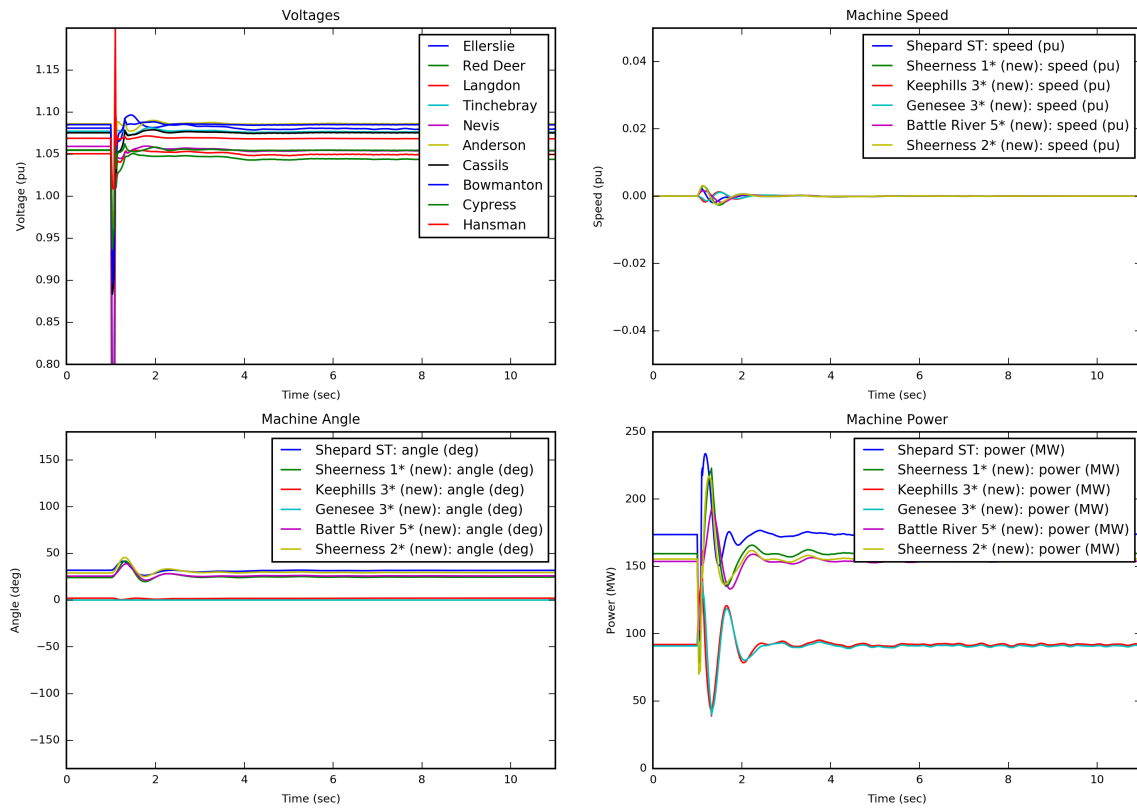 Voltages
Voltage (pu)
1.15
1.10
1.05
1.00
0.95
0.90
0.85
0.80
0 2 4 6 8 10
Time (sec)
Ellerslie
Red Deer
Langdon
Tinchebray
Nevis
Anderson
Cassils
Bowmanton
Cypress
Hansman
Machine Speed
Speed (pu)
0.04
0.02
0.00
−0.02
−0.04
0 2 4 6 8 10
Time (sec)
Shepard ST: speed (pu)
Sheerness 1* (new): speed (pu)
Keephills 3* (new): speed (pu)
Genesee 3* (new): speed (pu)
Battle River 5* (new): speed (pu)
Sheerness 2* (new): speed (pu)
Machine Angle
Angle (deg)
150
100
50
0
−50
−100
−150
0 2 4 6 8 10
Time (sec)
Shepard ST: angle (deg)
Sheerness 1* (new): angle (deg)
Keephills 3* (new): angle (deg)
Genesee 3* (new): angle (deg)
Battle River 5* (new): angle (deg)
Sheerness 2* (new): angle (deg)
Machine Power
Power (MW)
250
200
150
100
50
0
0 2 4 6 8 10
Time (sec)
Shepard ST: power (MW)
Sheerness 1* (new): power (MW)
Keephills 3* (new): power (MW)
Genesee 3* (new): power (MW)
Battle River 5* (new): power (MW)
Sheerness 2* (new): power (MW)